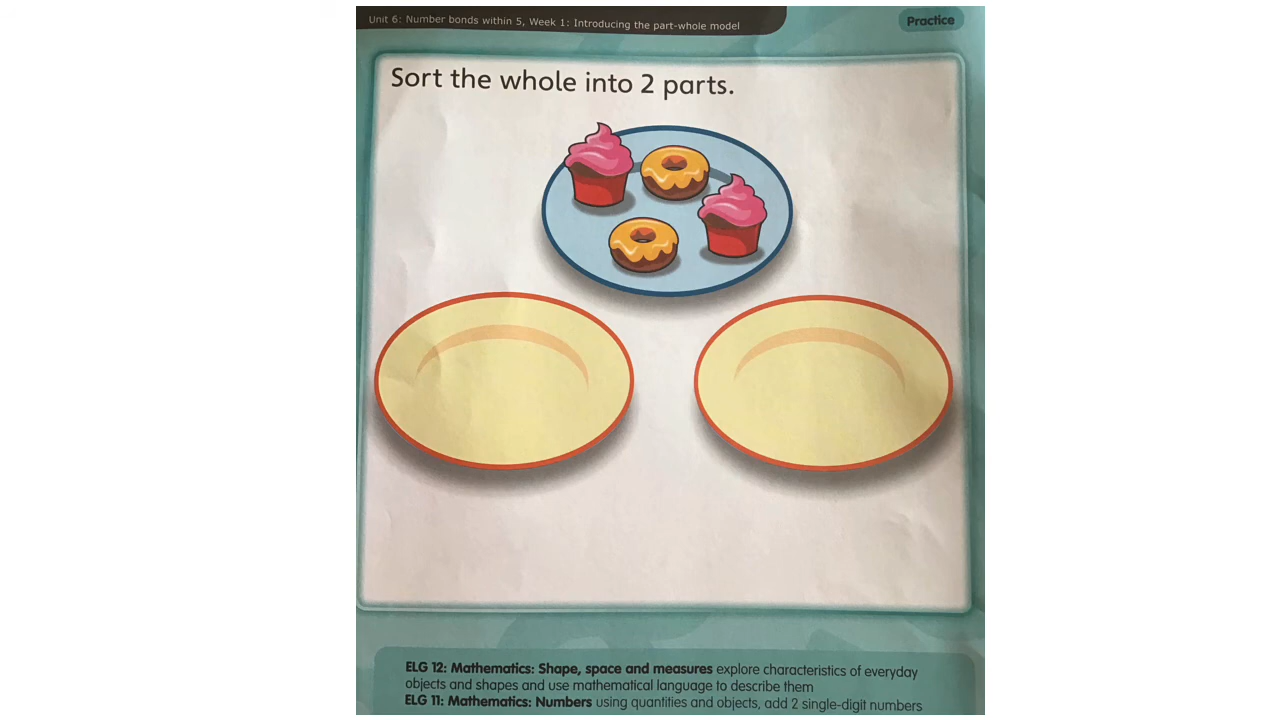 Unit 6: Number bonds within 5, Week 1: Introducing the part-whole model
Practice
Sort the whole into 2 parts.
ELG 12: Mathematics: Shape, space and measures explore characteristics of everyday
objects and shapes and use mathematical language to describe them
ELG 11: Mathematics: Numbers using quantities and objects, add 2 single-digit numbers